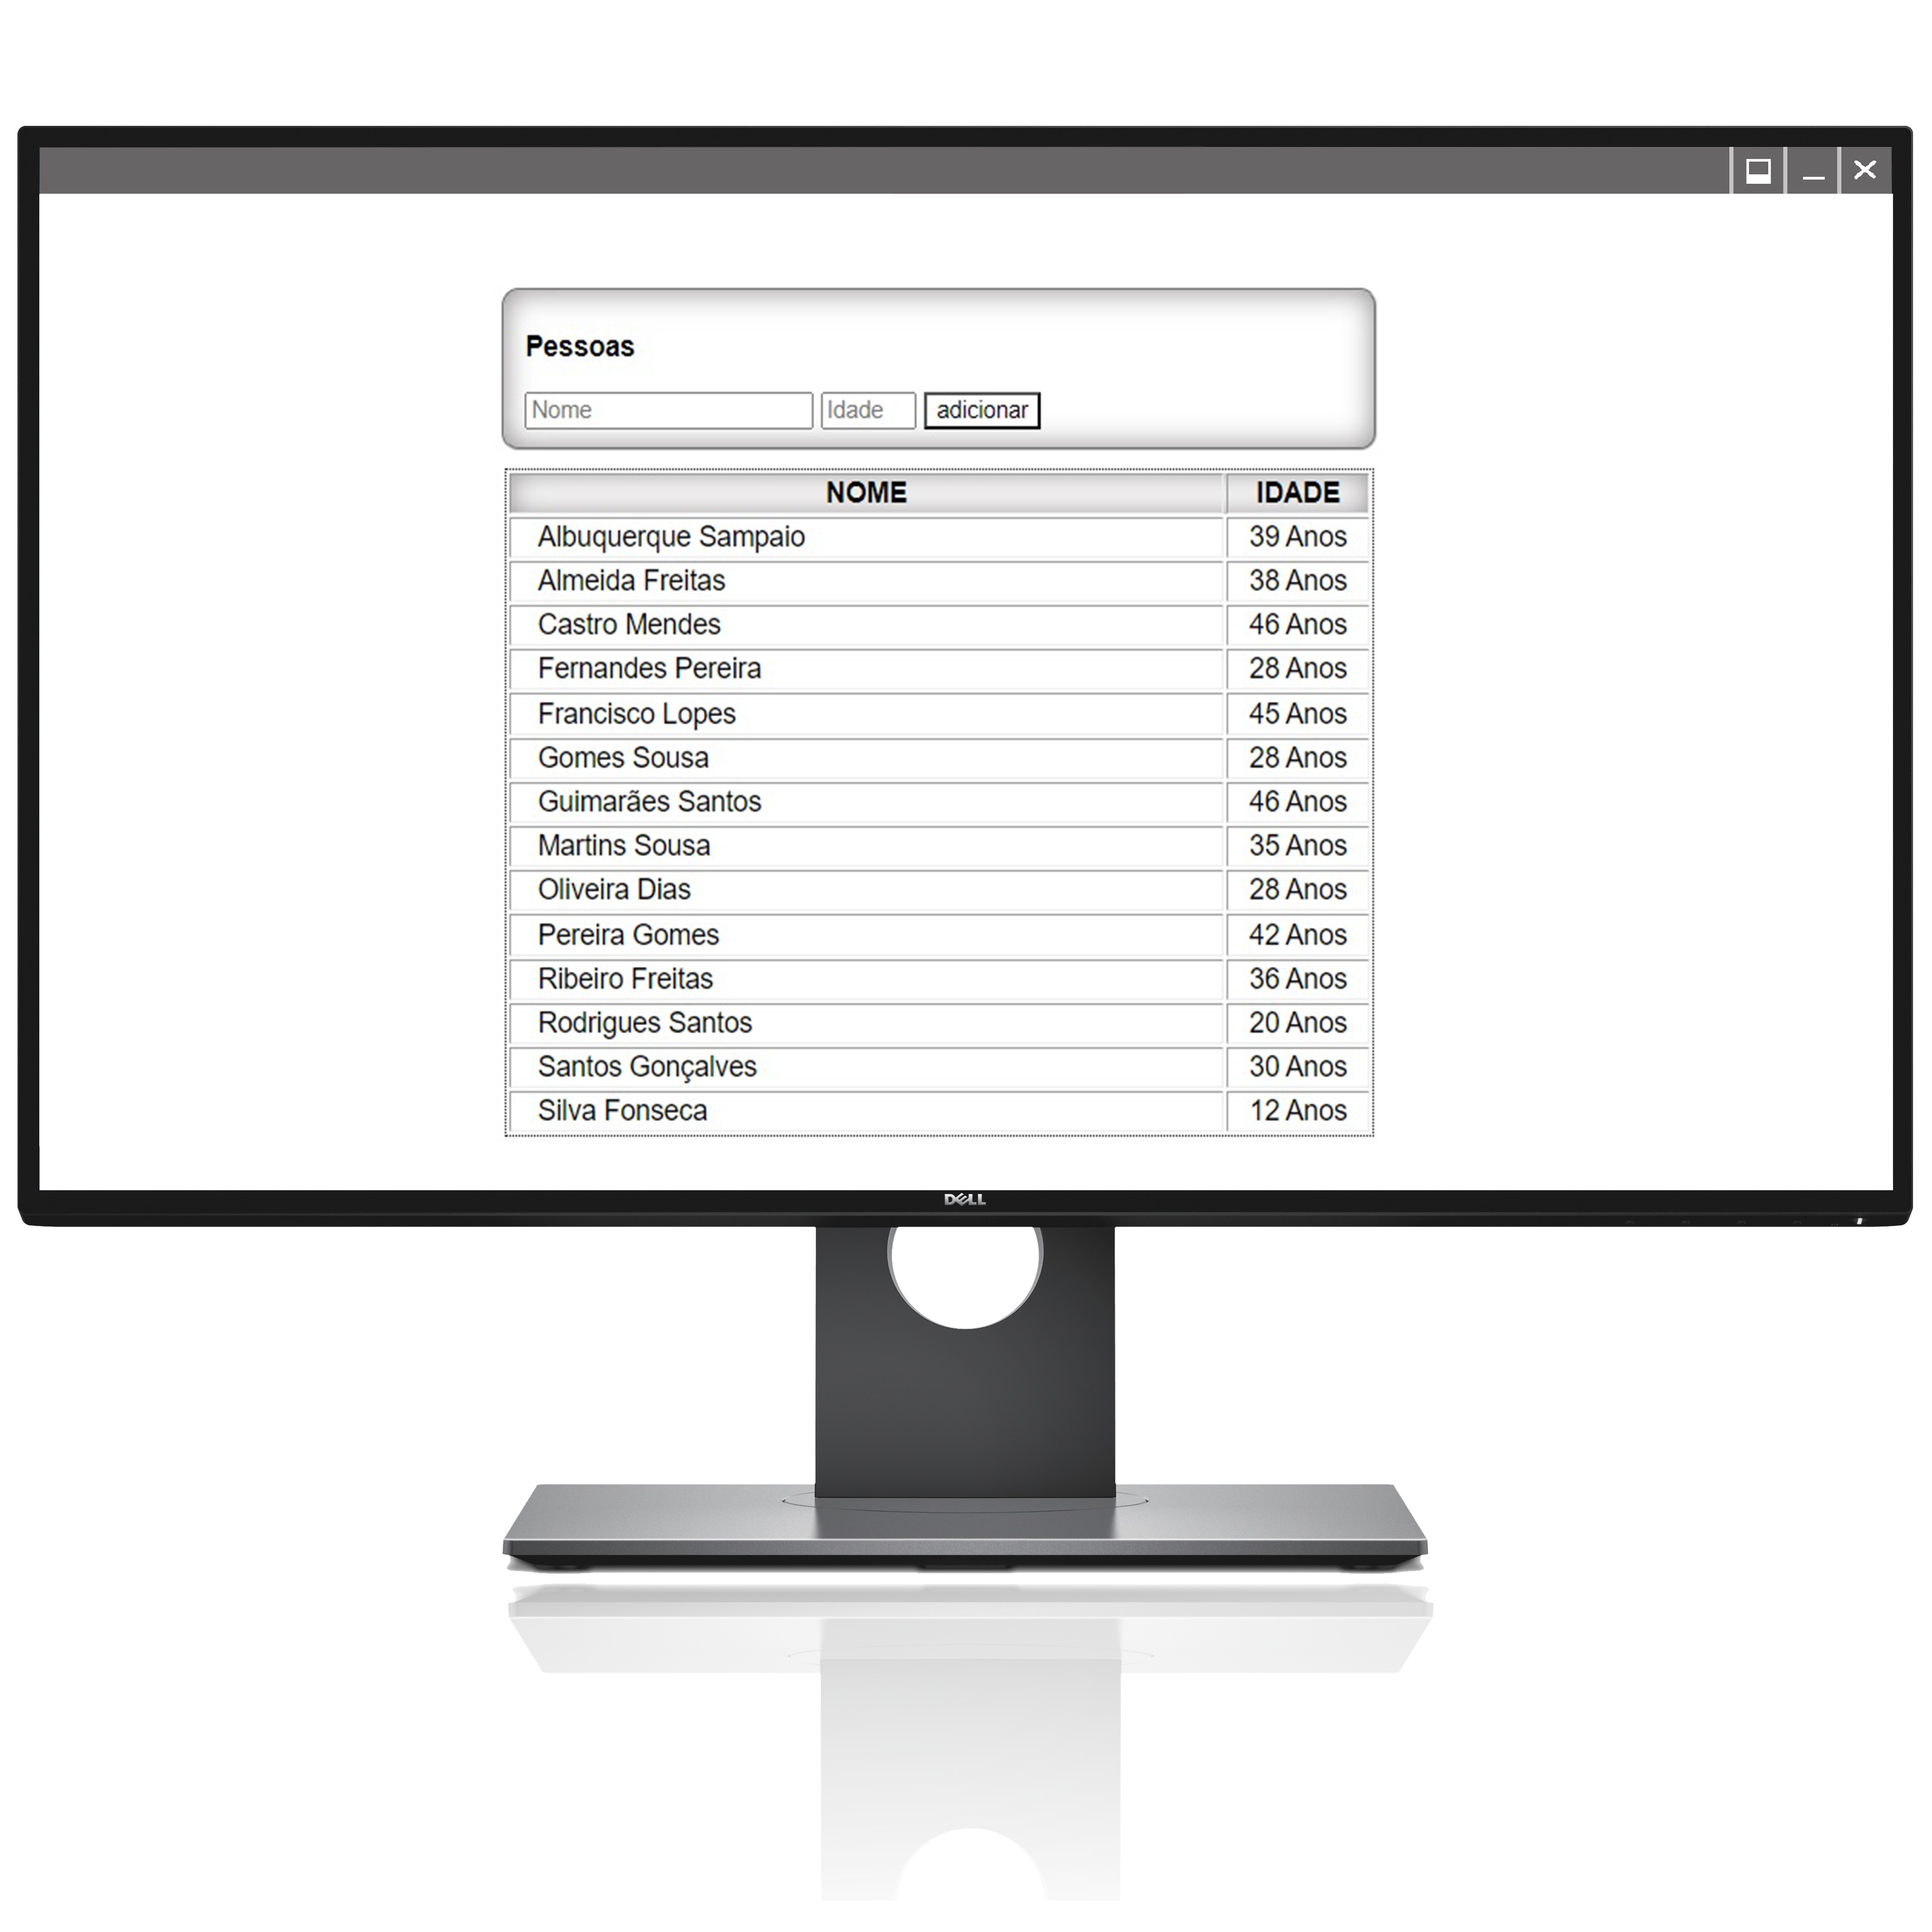 Pessoas
Nome Idade adicionar
NOME IDADE
Albuquerque Sampaio 39 Anos
Almeida Freitas 38 Anos
Castro Mendes 46 Anos
Fernandes Pereira 28 Anos
Francisco Lopes 45 Anos
Gomes Sousa 28 Anos
Guimarães Santos 46 Anos
Martins Sousa 35 Anos
Oliveira Dias 28 Anos
Pereira Gomes 42 Anos
Ribeiro Freitas 36 Anos
Rodrigues Santos 20 Anos
Santos Gonçalves 30 Anos
Silva Fonseca 12 Anos
DELL